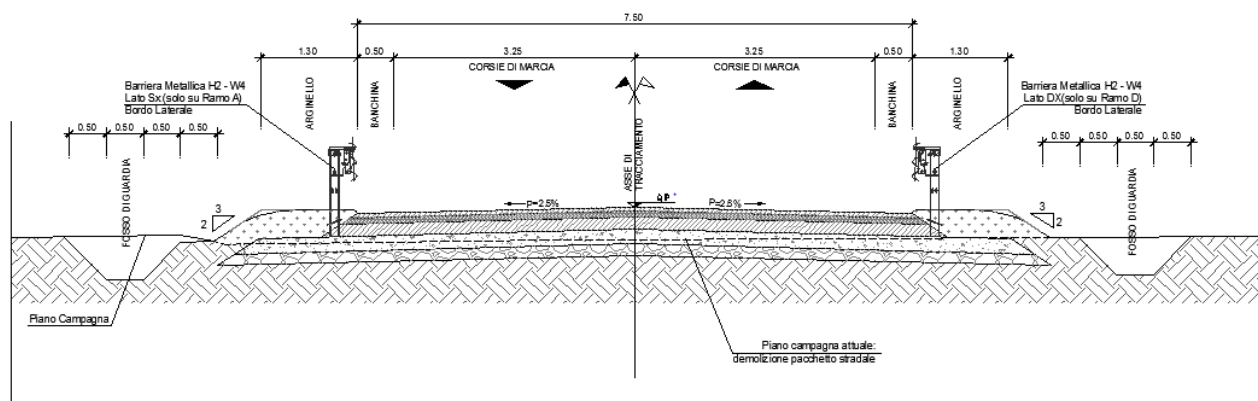 7.50
1.30
0.50
3.25
3.25
0.50
1.30
CORSIE DI MARCIA
CORSIE DI MARCIA
Barriera Metallica H2 - W4
Lato Sx(solo su Ramo A)
Bordo Laterale
ARGINELLO
BANCHINA
BANCHINA
ARGINELLO
Barriera Metallica H2 - W4
Lato DX(solo su Ramo D)
Bordo Laterale
0.50
0.50
0.50
0.50
0.50
0.50
0.50
0.50
FOSSO DI GUARDIA
ASSE DI
TRACCIAMENTO
FOSSO DI GUARDIA
3
2
P=2.5%
Q.P.
P=2.5%
3
2
Piano Campagna
Piano campagna attuale:
demolizione pacchetto stradale